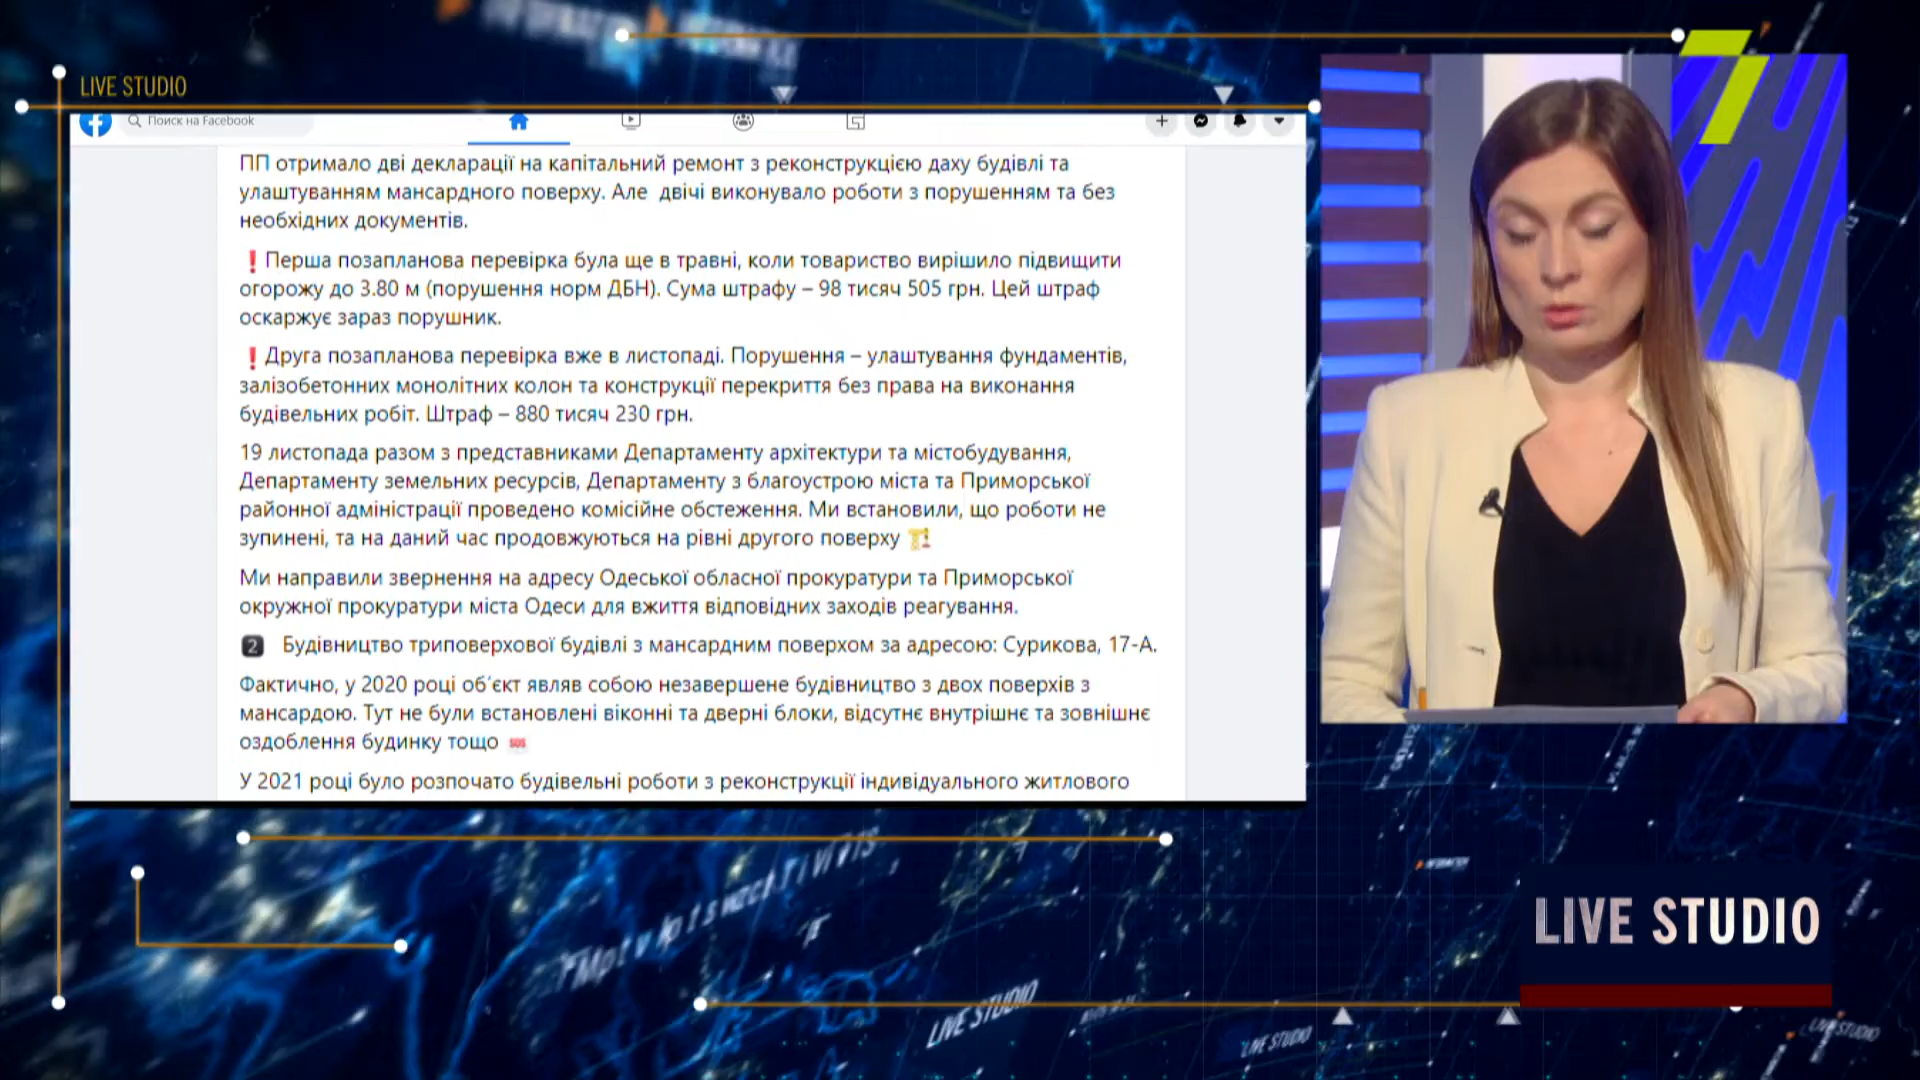 LIVE STUDIO
Поиск на Facebook
ПП отримало дві декларації на капітальний ремонт з реконструкцією даху будівлі та
улаштуванням мансардного поверху. Але двічі виконувало роботи з порушенням та без
необхідних документів.
❗Перша позапланова перевірка була ще в травні, коли товариство вирішило підвищити
огорожу до 3.80 м (порушення норм ДБН). Сума штрафу – 98 тисяч 505 грн. Цей штраф
оскаржує зараз порушник.
❗Друга позапланова перевірка вже в листопаді. Порушення – улаштування фундаментів,
залізобетонних монолітних колон та конструкції перекриття без права на виконання
будівельних робіт. Штраф – 880 тисяч 230 грн.
19 листопада разом з представниками Департаменту архітектури та містобудування,
Департаменту земельних ресурсів, Департаменту з благоустрою міста та Приморської
районної адміністрації проведено комісійне обстеження. Ми встановили, що роботи не
зупинені, та на даний час продовжуються на рівні другого поверху 🏗
Ми направили звернення на адресу Одеської обласної прокуратури та Приморської
окружної прокуратури міста Одеси для вжиття відповідних заходів реагування.
2 Будівництво триповерхової будівлі з мансардним поверхом за адресою: Сурикова, 17-А.
Фактично, у 2020 році об'єкт являв собою незавершене будівництво з двох поверхів з
мансардою. Тут не були встановлені віконні та дверні блоки, відсутнє внутрішнє та зовнішнє
оздоблення будинку тощо 🆘
У 2021 році було розпочато будівельні роботи з реконструкції індивідуального житлового
7
LIVE STUDIO
LIVE STUDIO
LIVE STUDIO
LIVE STUDIO